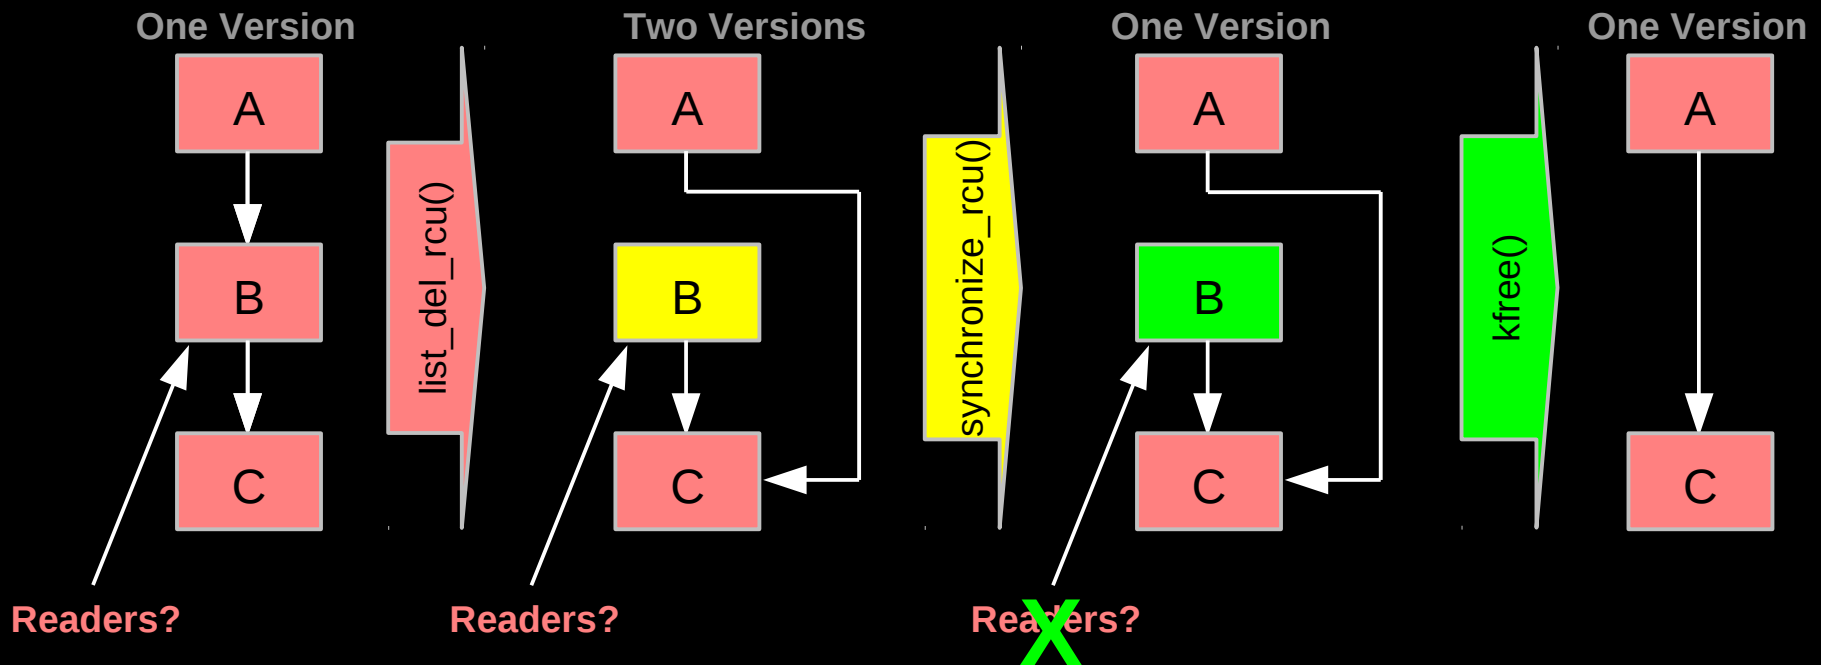 One Version
A
B
C
Readers?
list_del_rcu()
Two Versions
A
B
C
Readers?
synchronize_rcu()
One Version
A
B
C
Readers?
X
kfree()
One Version
A
C